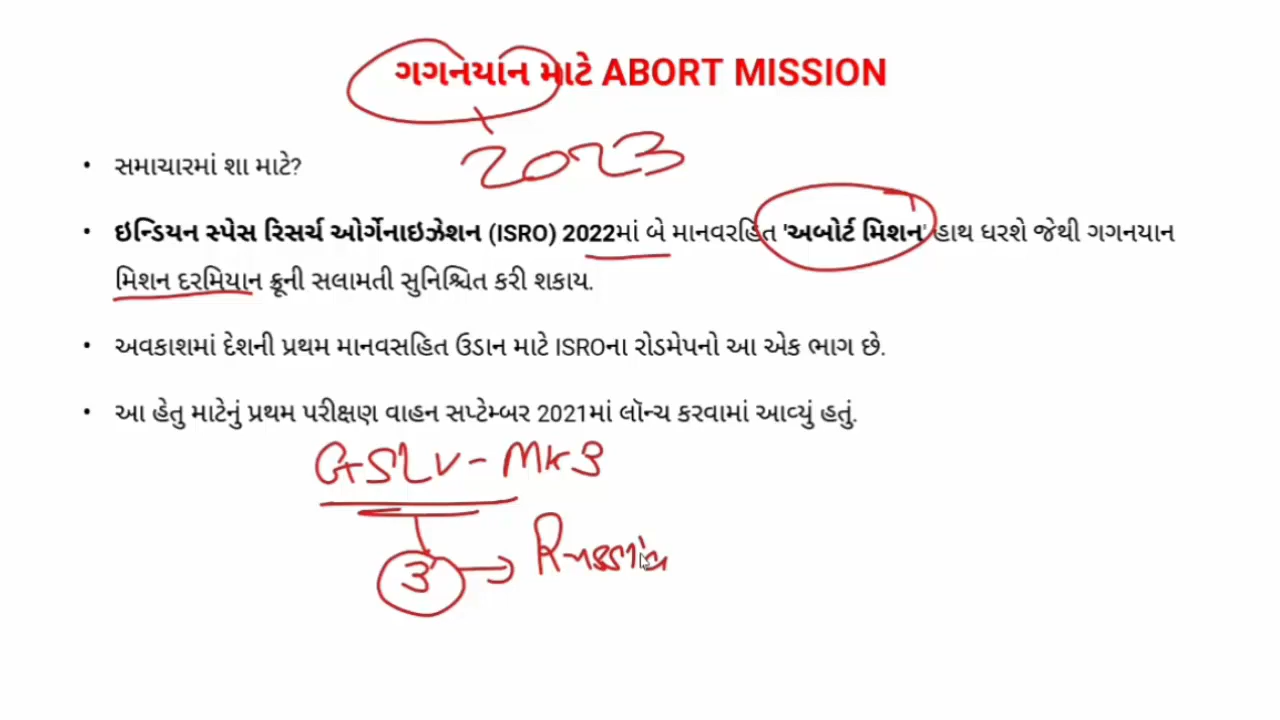 ગગનયાન માટે ABORT MISSION
2023
• સમાચારમાં શા માટે?
• ઇન્ડિયન સ્પેસ રિસર્ચ ઓર્ગેનાઇઝેશન (ISRO) 2022માં બે માનવરહિત 'અબોર્ટ મિશન' હાથ ધરશે જેથી ગગનયાન
મિશન દરમિયાન ક્રૂની સલામતી સુનિશ્ચિત કરી શકાય.
• અવકાશમાં દેશની પ્રથમ માનવસહિત ઉડાન માટે ISROના રોડમેપનો આ એક ભાગ છે.
• આ હેતુ માટેનું પ્રથમ પરીક્ષણ વાહન સપ્ટેમ્બર 2021માં લૉન્ચ કરવામાં આવ્યું હતું.
GSLV - MK3
3 → Russia